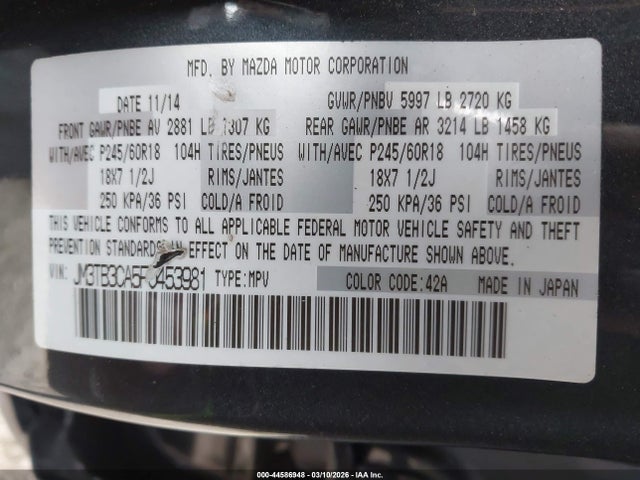 MFD. BY MAZDA MOTOR CORPORATION
DATE 11/14 GVWR/PNBV 5997 LB 2720 KG
FRONT GAWR/PNBE AV 2881 LB 1307 KG REAR GAWR/PNBE AR 3214 LB 1458 KG
WITH/AVEC P245/60R18 104H TIRES/PNEUS WITH/AVEC P245/60R18 104H TIRES/PNEUS
18X7 1/2J RIMS/JANTES 18X7 1/2J RIMS/JANTES
250 KPA/36 PSI COLD/A FROID 250 KPA/36 PSI COLD/A FROID
THIS VEHICLE CONFORMS TO ALL APPLICABLE FEDERAL MOTOR VEHICLE SAFETY AND THEFT
PREVENTION STANDARDS IN EFFECT ON THE DATE OF MANUFACTURE SHOWN ABOVE.
VIN: JM3TB3CA5F0453981 TYPE:MPV COLOR CODE:42A MADE IN JAPAN
000-44586948 - 03/10/2026 - IAA Inc.